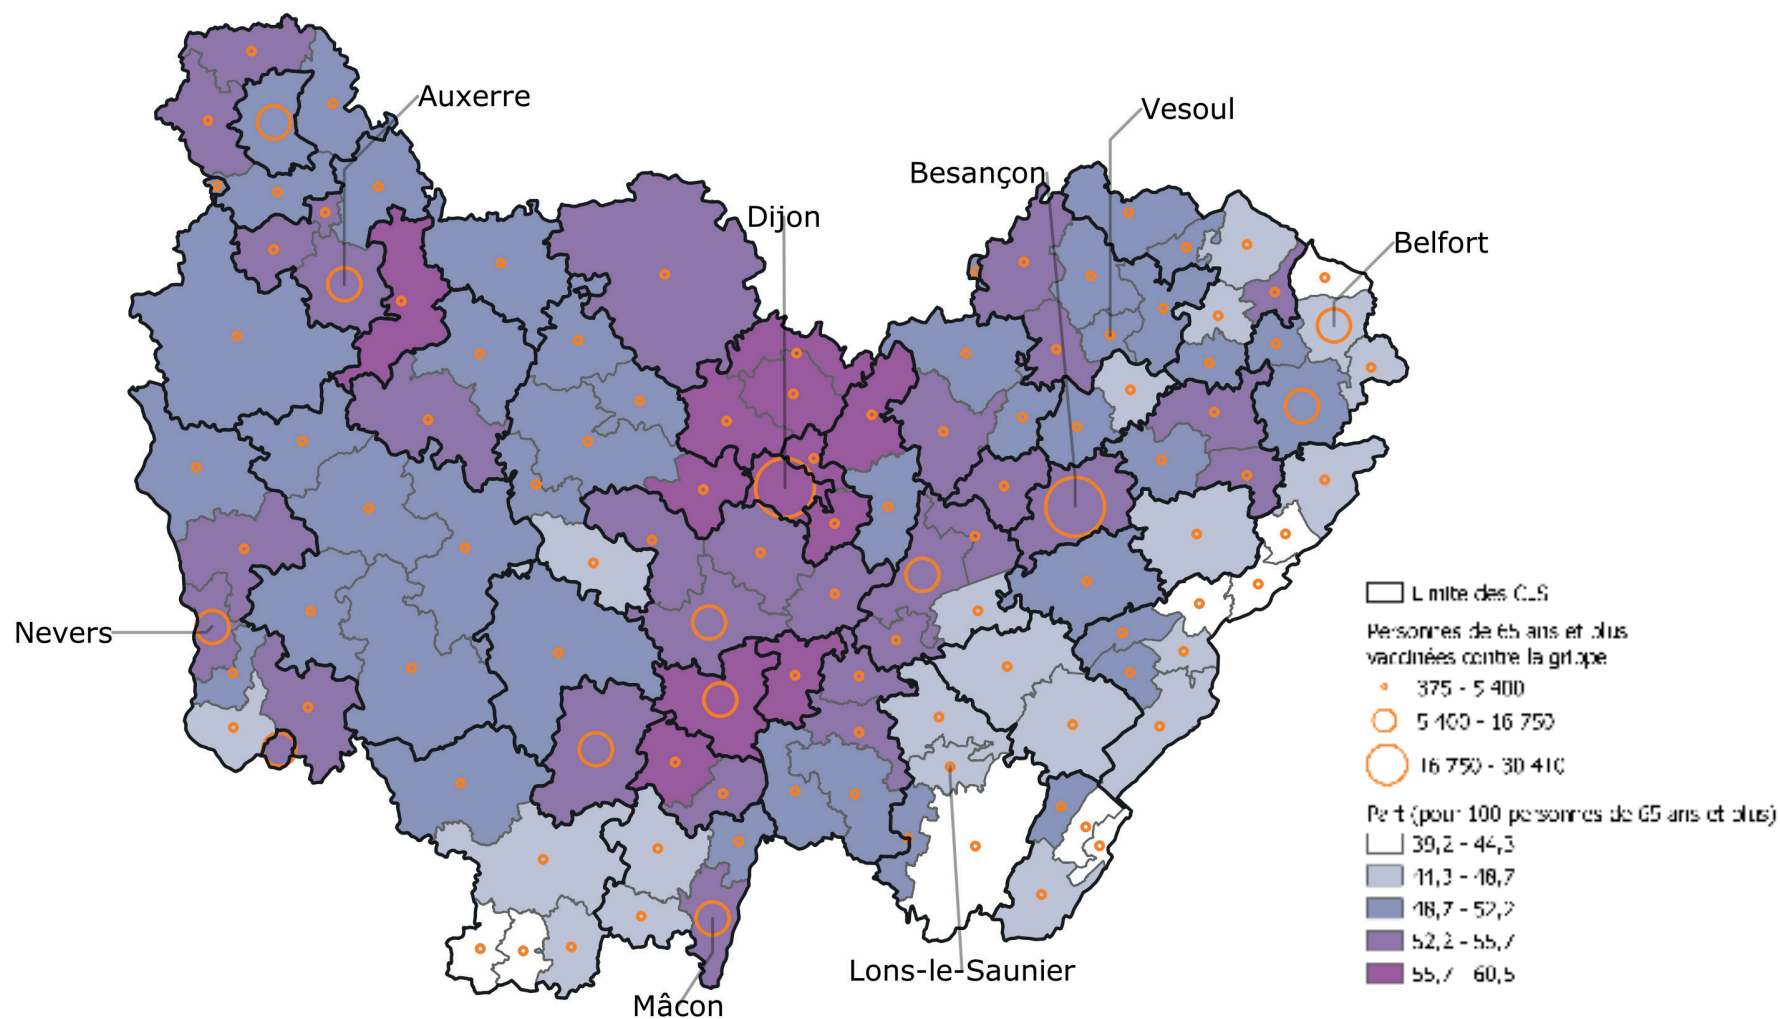 Auxerre
Vesoul
Besançon
Dijon
Belfort
Nevers
Limite des CLS
Personnes de 65 ans et plus
vaccinées contre la grippe
375 - 5 400
5 400 - 16 750
16 750 - 30 410
Part (pour 100 personnes de 65 ans et plus)
39,2 - 44,3
44,3 - 48,7
48,7 - 52,2
52,2 - 55,7
55,7 - 60,5
Lons-le-Saunier
Mâcon